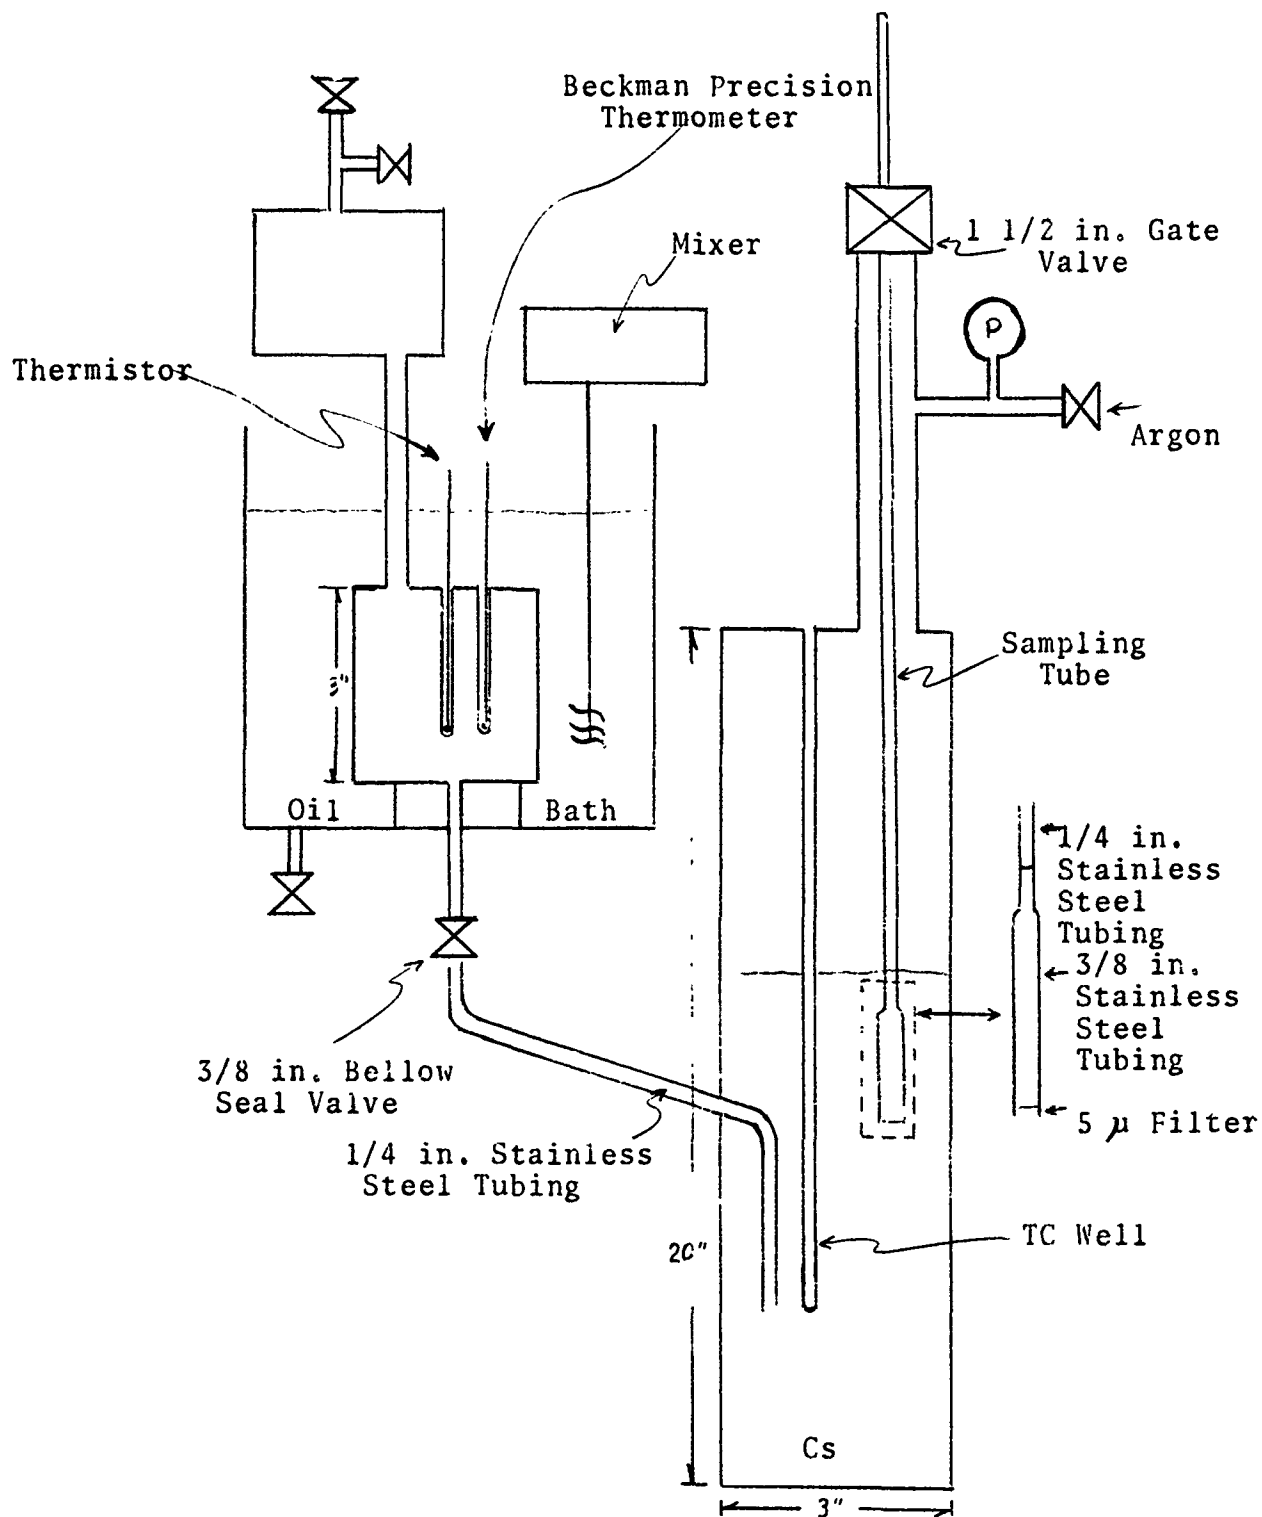 Beckman Precision
Thermometer
Mixer
1 1/2 in. Gate
Valve
P
Thermistor
Argon
Sampling
Tube
3"
Oil
Bath
1/4 in.
Stainless
Steel
Tubing
3/8 in.
Stainless
Steel
Tubing
5 μ Filter
3/8 in. Bellow
Seal Valve
1/4 in. Stainless
Steel Tubing
TC Well
20"
Cs
3"